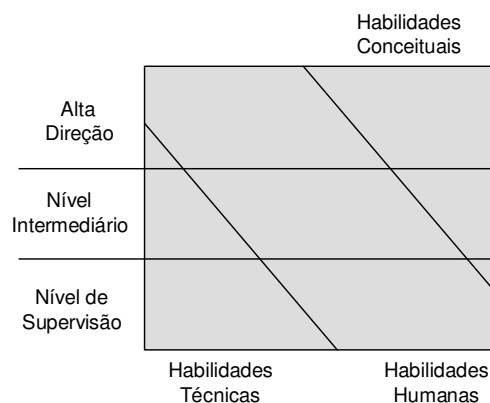 Habilidades
Conceituais
Alta
Direção
Nível
Intermediário
Nível de
Supervisão
Habilidades
Técnicas
Habilidades
Humanas